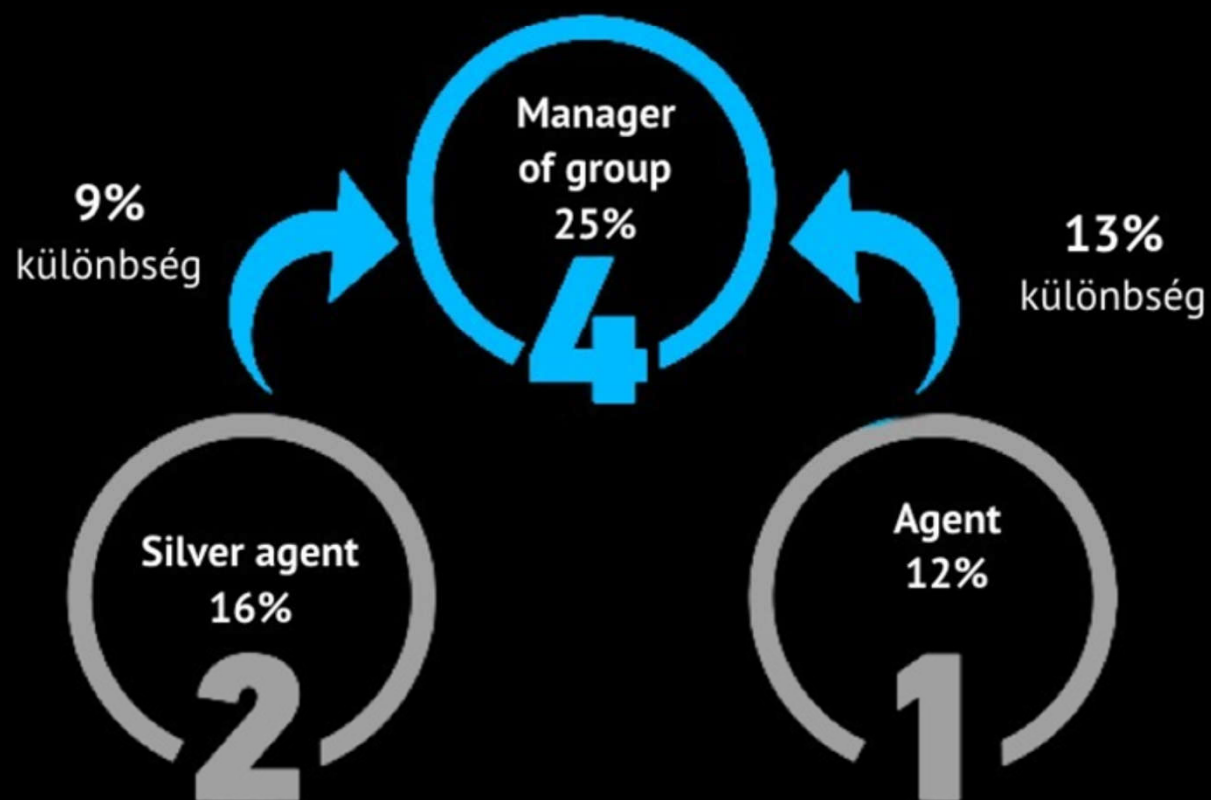 Manager
of group
25%
4
9%
különbség
13%
különbség
Silver agent
16%
2
Agent
12%
1